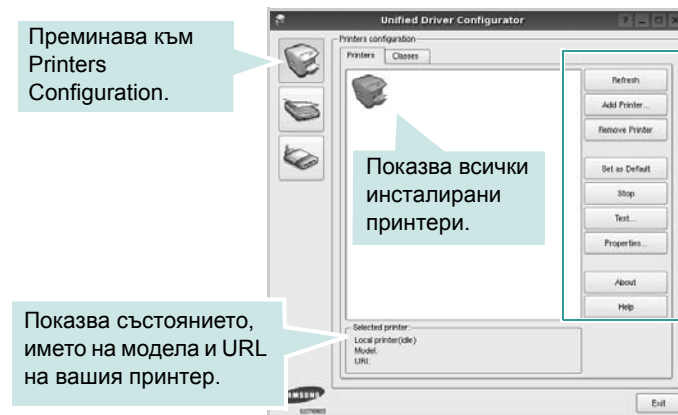 Unified Driver Configurator
Преминава към
Printers
Configuration.
Printers configuration
Printers
Classes
Refresh
Add Printer...
Remove Printer
Set as Default
Stop
Test...
Properties...
About
Help
Показва всички
инсталирани
принтери.
Показва състоянието,
името на модела и URL
на вашия принтер.
Selected printer:
Local printer(idle)
Model:
URI:
ELECTRONICS
Exit